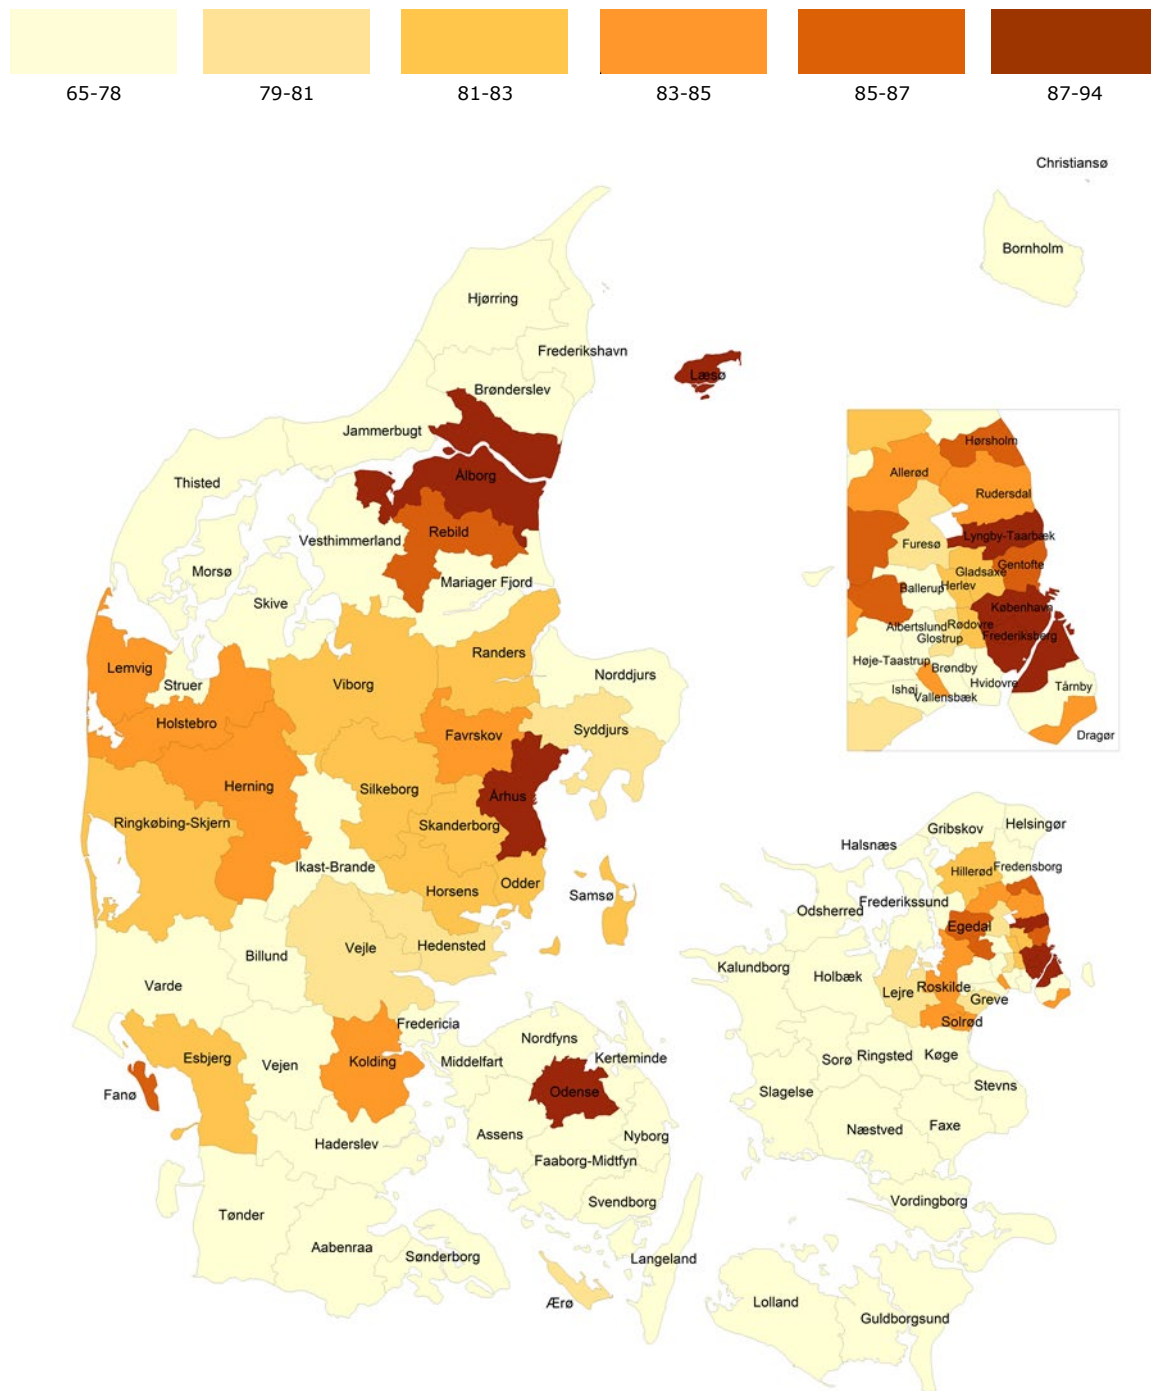 65-78 79-81 81-83 83-85 85-87 87-94
Christiansø
Bornholm
Hjørring
Frederikshavn
Læsø
Brønderslev
Jammerbugt
Ålborg
Thisted
Rebild
Vesthimmerland
Morsø
Mariager Fjord
Skive
Randers
Lemvig
Struer
Viborg
Norddjurs
Holstebro
Favrskov
Syddjurs
Herning
Silkeborg
Århus
Ringkøbing-Skjern
Skanderborg
Ikast-Brande
Horsens
Odder
Samsø
Vejle
Hedensted
Billund
Varde
Fredericia
Esbjerg
Vejen
Kolding
Fanø
Haderslev
Tønder
Aabenraa
Sønderborg
Nordfyns
Middelfart
Kerteminde
Odense
Assens
Nyborg
Faaborg-Midtfyn
Svendborg
Langeland
Ærø
Hørsholm
Allerød
Rudersdal
Furesø
Lyngby-Taarbæk
Gentofte
Gladsaxe
Ballerup
Herlev
København
Albertslund
Rødovre
Glostrup
Frederiksberg
Høje-Taastrup
Brøndby
Ishøj
Vallensbæk
Hvidovre
Tårnby
Dragør
Gribskov
Helsingør
Halsnæs
Hillerød
Fredensborg
Frederikssund
Odsherred
Egedal
Kalundborg
Holbæk
Lejre
Roskilde
Greve
Solrød
Sorø
Ringsted
Køge
Slagelse
Stevns
Næstved
Faxe
Vordingborg
Lolland
Guldborgsund